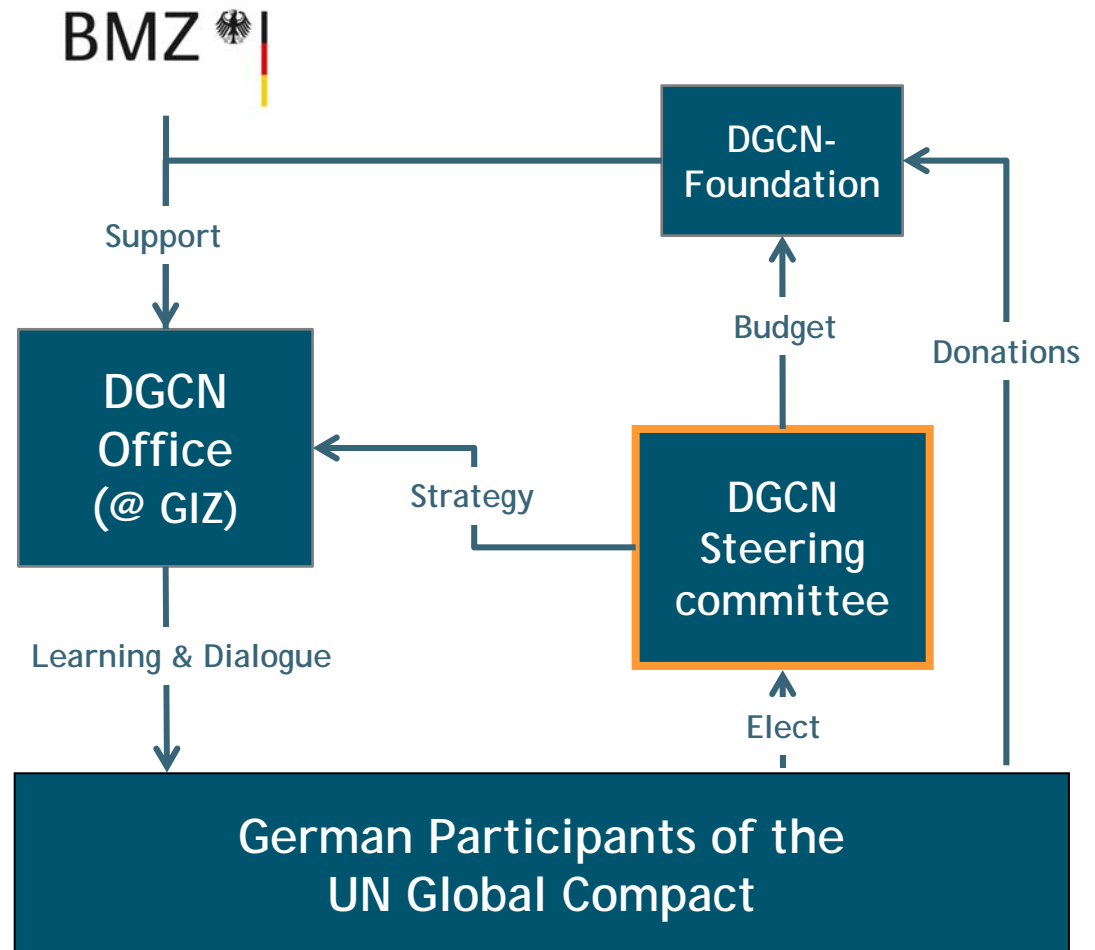 BMZ
DGCN-
Foundation
Support
Budget
Donations
DGCN
Office
(@ GIZ)
Strategy
DGCN
Steering
committee
Learning & Dialogue
Elect
German Participants of the
UN Global Compact